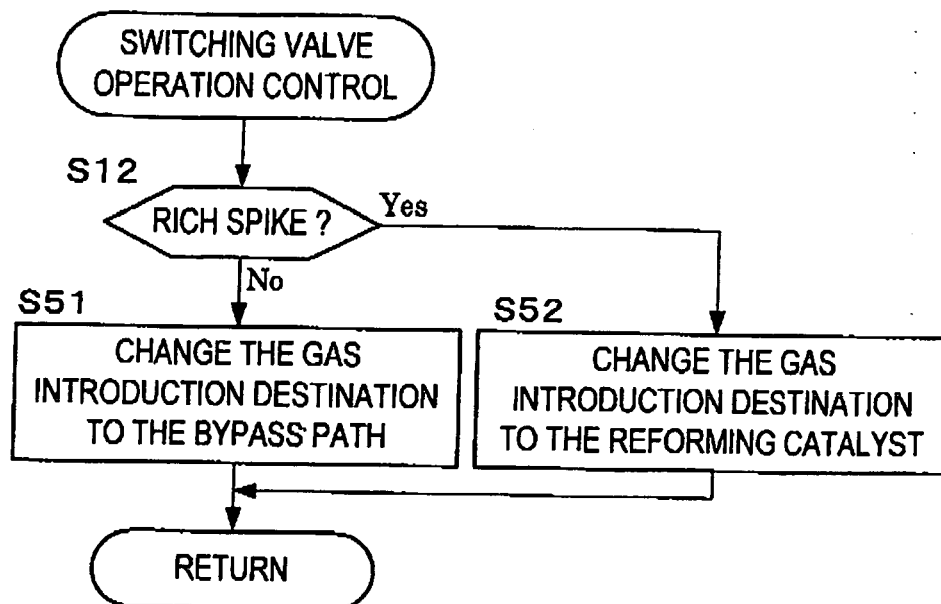 SWITCHING VALVE
OPERATION CONTROL
S12
RICH SPIKE ?
Yes
No
S51
CHANGE THE GAS
INTRODUCTION DESTINATION
TO THE BYPASS PATH
S52
CHANGE THE GAS
INTRODUCTION DESTINATION
TO THE REFORMING CATALYST
RETURN